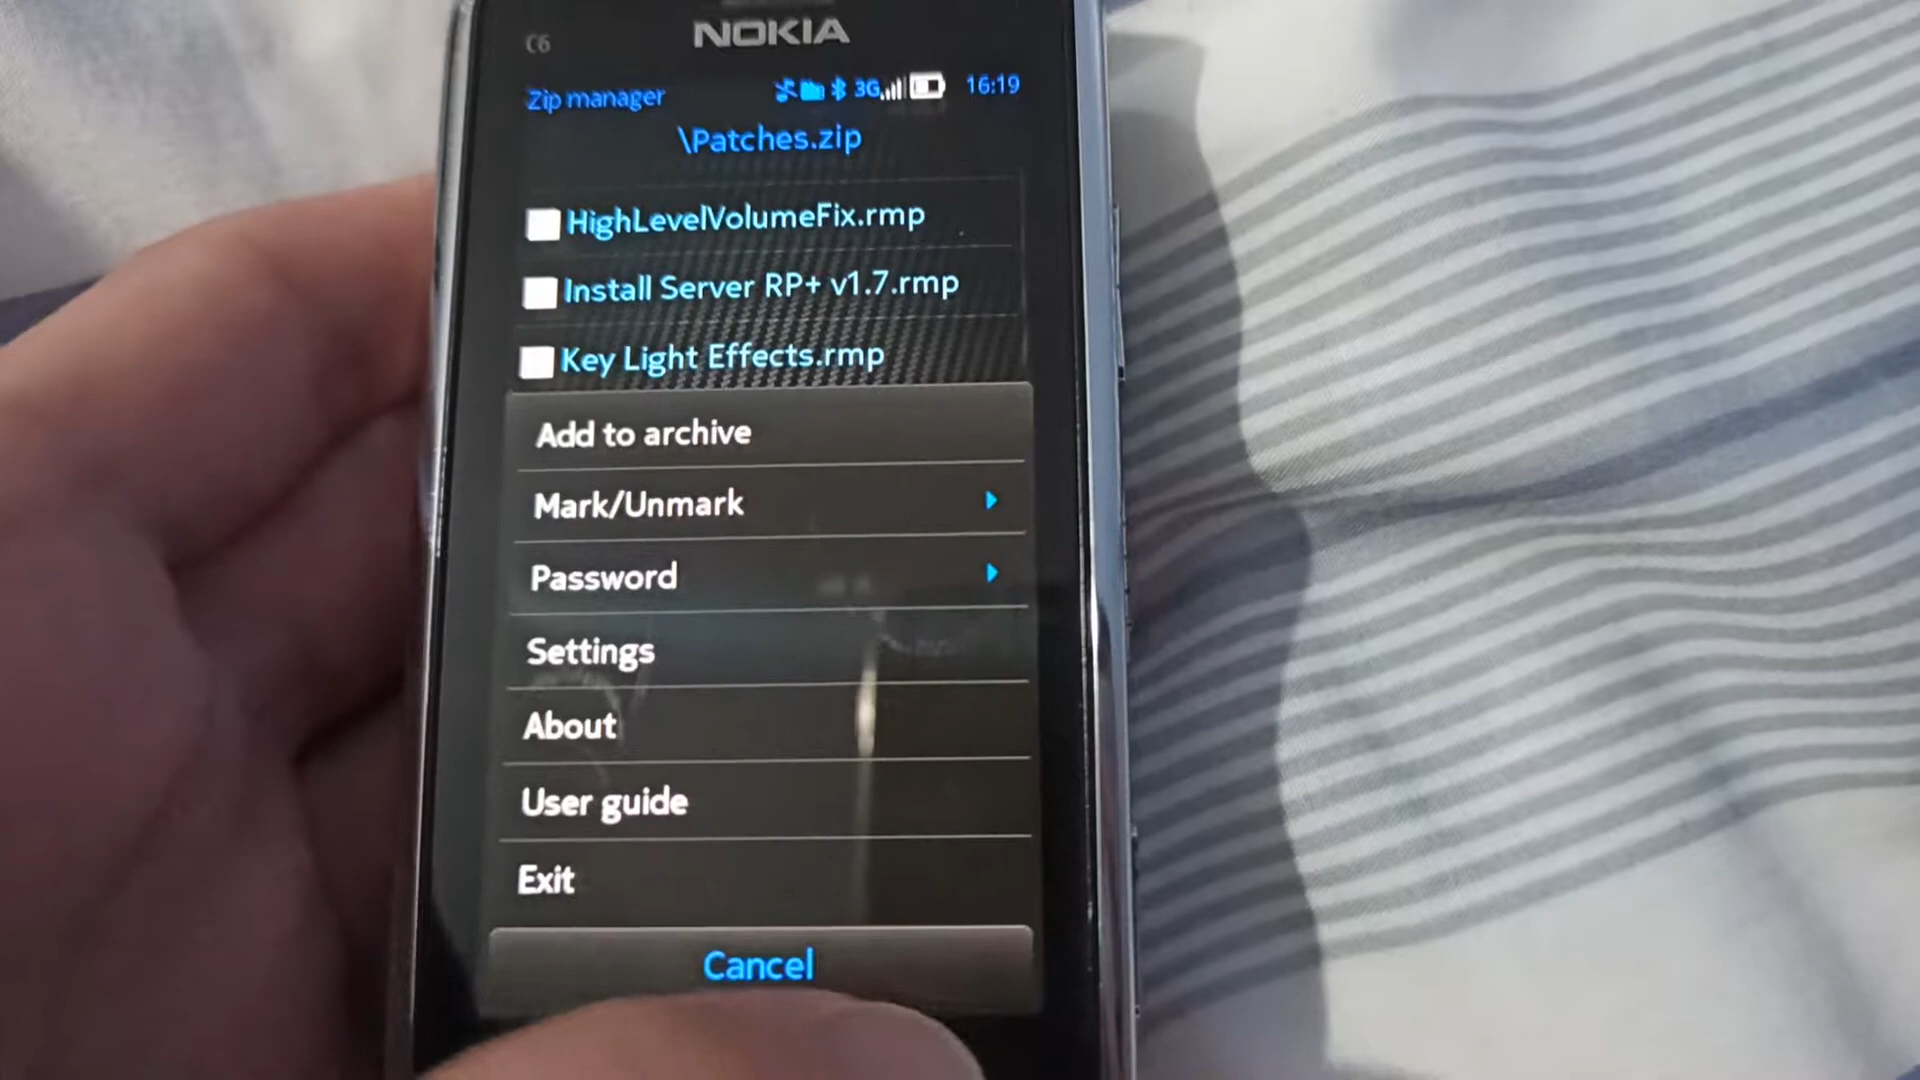 C6
NOKIA
Zip manager 3G 16:19
\Patches.zip
HighLevelVolumeFix.rmp
Install Server RP+ v1.7.rmp
Key Light Effects.rmp
Add to archive
Mark/Unmark
Password
Settings
About
User guide
Exit
Cancel